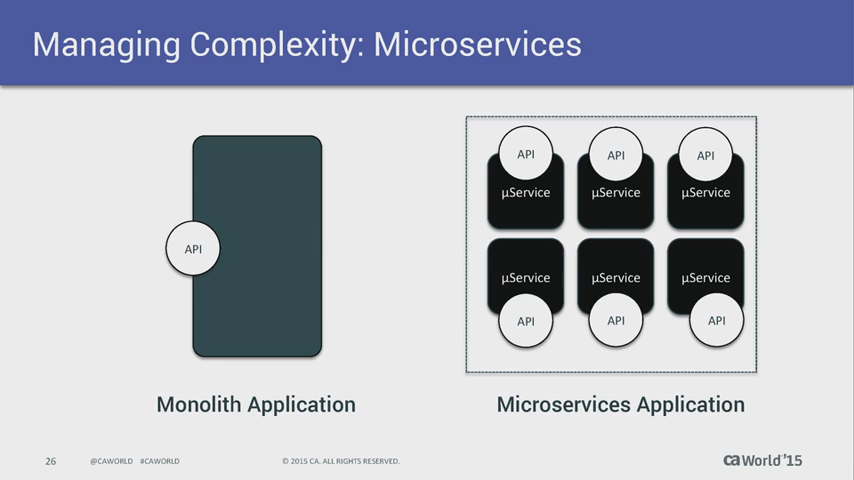 Managing Complexity: Microservices
API API API
µService µService µService
API
µService µService µService
API API API
Monolith Application Microservices Application
26 @CAWORLD #CAWORLD © 2015 CA. ALL RIGHTS RESERVED. ca World '15